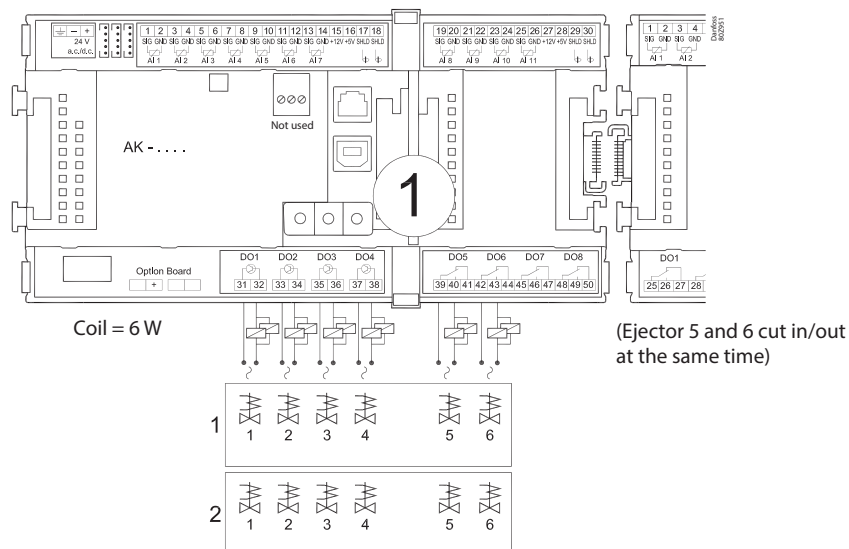 24 V
a.c./d.c.
1 2 3 4 5 6 7 8 9 10 11 12 13 14 15 16 17 18
SIG GND SIG GND SIG GND SIG GND SIG GND SIG GND SIG GND +12V +5V SHLD SHLD
AI 1 AI 2 AI 3 AI 4 AI 5 AI 6 AI 7
19 20 21 22 23 24 25 26 27 28 29 30
SIG GND SIG GND SIG GND SIG GND +12V +5V SHLD SHLD
AI 8 AI 9 AI 10 AI 11
1 2 3 4
SIG GND SIG GND
AI 1 AI 2
Danfoss
802951
Not used
AK - . . . .
1
Option Board
DO1 DO2 DO3 DO4
31 32 33 34 35 36 37 38
DO5 DO6 DO7 DO8
39 40 41 42 43 44 45 46 47 48 49 50
DO1
25 26 27 28
Coil = 6 W
(Ejector 5 and 6 cut in/out
at the same time)
1
1 2 3 4 5 6
2
1 2 3 4 5 6